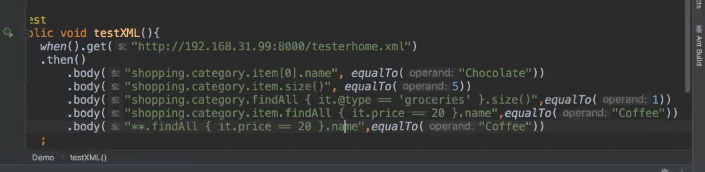 est
blic void testXML(){
when().get( s: "http://192.168.31.99:8000/testerhome.xml")
.then()
.body( s: "shopping.category.item[0].name", equalTo( operand: "Chocolate"))
.body( s: "shopping.category.item.size()", equalTo( operand: 5))
.body( s: "shopping.category.findAll { it.@type == 'groceries' }.size()",equalTo( operand: 1))
.body( s: "shopping.category.item.findAll { it.price == 20 }.name",equalTo( operand: "Coffee"))
.body( s: "**.findAll { it.price == 20 }.name",equalTo( operand: "Coffee"))
;
Demo testXML()
Ant Build